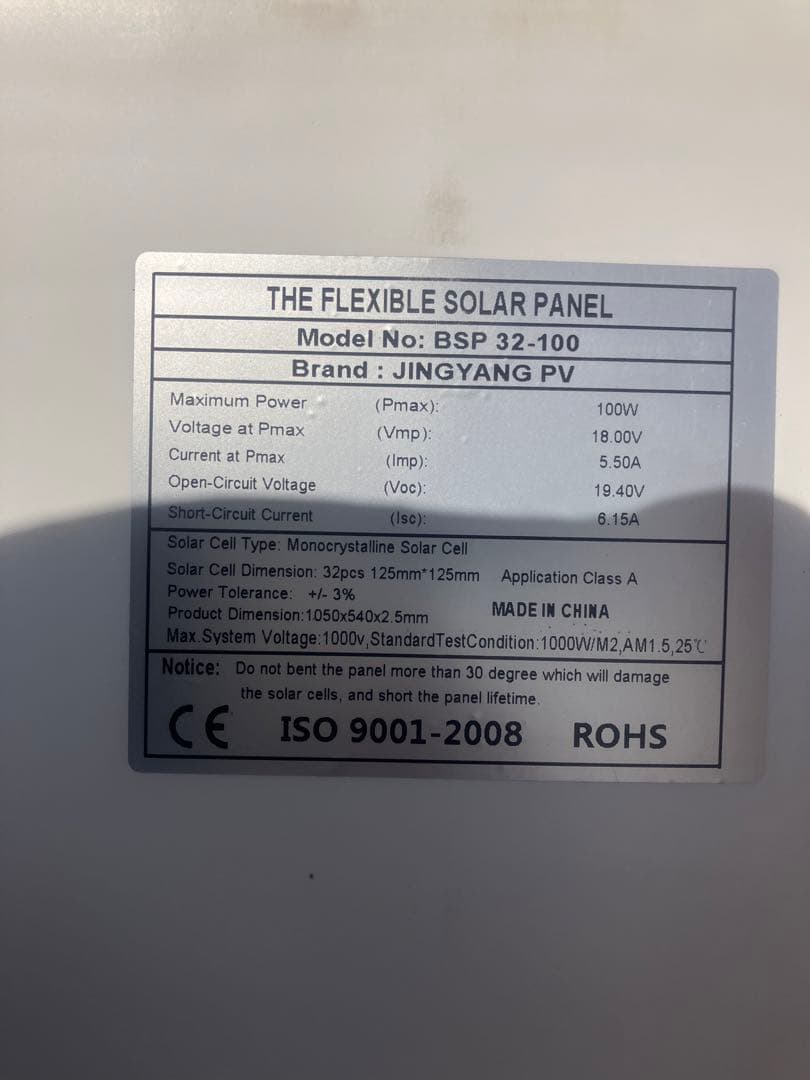 THE FLEXIBLE SOLAR PANEL
Model No: BSP 32-100
Brand : JINGYANG PV
Maximum Power (Pmax): 100W
Voltage at Pmax (Vmp): 18.00V
Current at Pmax (Imp): 5.50A
Open-Circuit Voltage (Voc): 19.40V
Short-Circuit Current (Isc): 6.15A
Solar Cell Type: Monocrystalline Solar Cell
Solar Cell Dimension: 32pcs 125mm*125mm Application Class A
Power Tolerance: +/- 3%
Product Dimension:1050x540x2.5mm MADE IN CHINA
Max.System Voltage:1000v,StandardTestCondition:1000W/M2,AM1.5,25℃
Notice: Do not bent the panel more than 30 degree which will damage
the solar cells, and short the panel lifetime.
CE ISO 9001-2008 ROHS